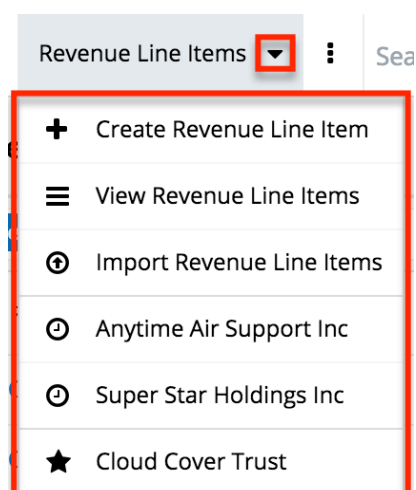 Revenue Line Items
Create Revenue Line Item
View Revenue Line Items
Import Revenue Line Items
Anytime Air Support Inc
Super Star Holdings Inc
Cloud Cover Trust